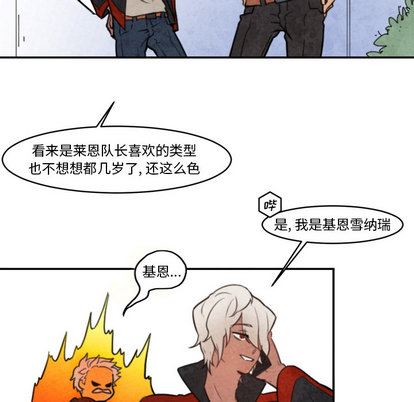 看来是莱恩队长喜欢的类型
也不想想都几岁了, 还这么色
哗
是, 我是基恩雪纳瑞
基恩...